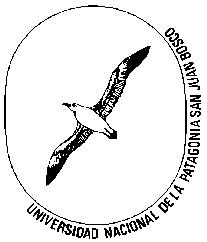 UNIVERSIDAD NACIONAL DE LA PATAGONIA SAN JUAN BOSCO